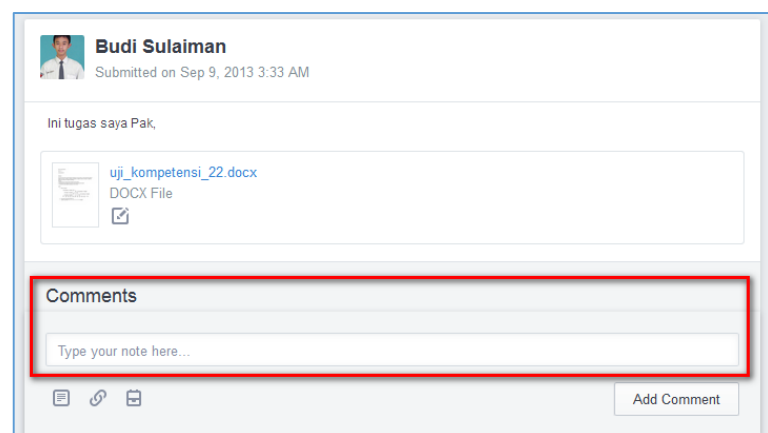 Budi Sulaiman
Submitted on Sep 9, 2013 3:33 AM
Ini tugas saya Pak,
uji_kompetensi_22.docx
DOCX File
Comments
Type your note here...
Add Comment